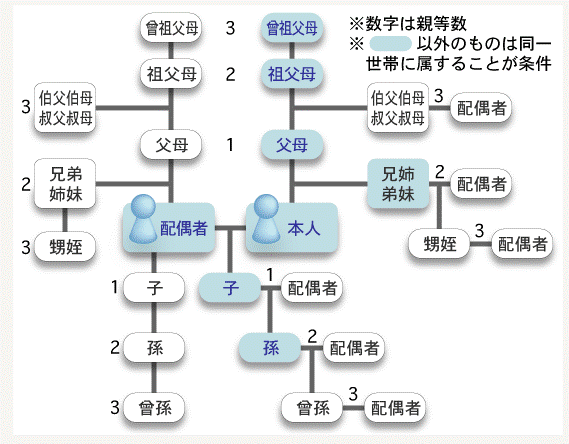 曾祖父母
3
曾祖父母
※数字は親等数
※
以外のものは同一
世帯に属することが条件
祖父母
2
祖父母
3
伯父伯母
叔父叔母
伯父伯母
叔父叔母
3
配偶者
父母
1
父母
2
兄弟
姉妹
兄姉
弟妹
2
配偶者
配偶者
本人
3
甥姪
甥姪
3
配偶者
1
子
子
1
配偶者
2
孫
孫
2
配偶者
3
曾孫
曾孫
3
配偶者